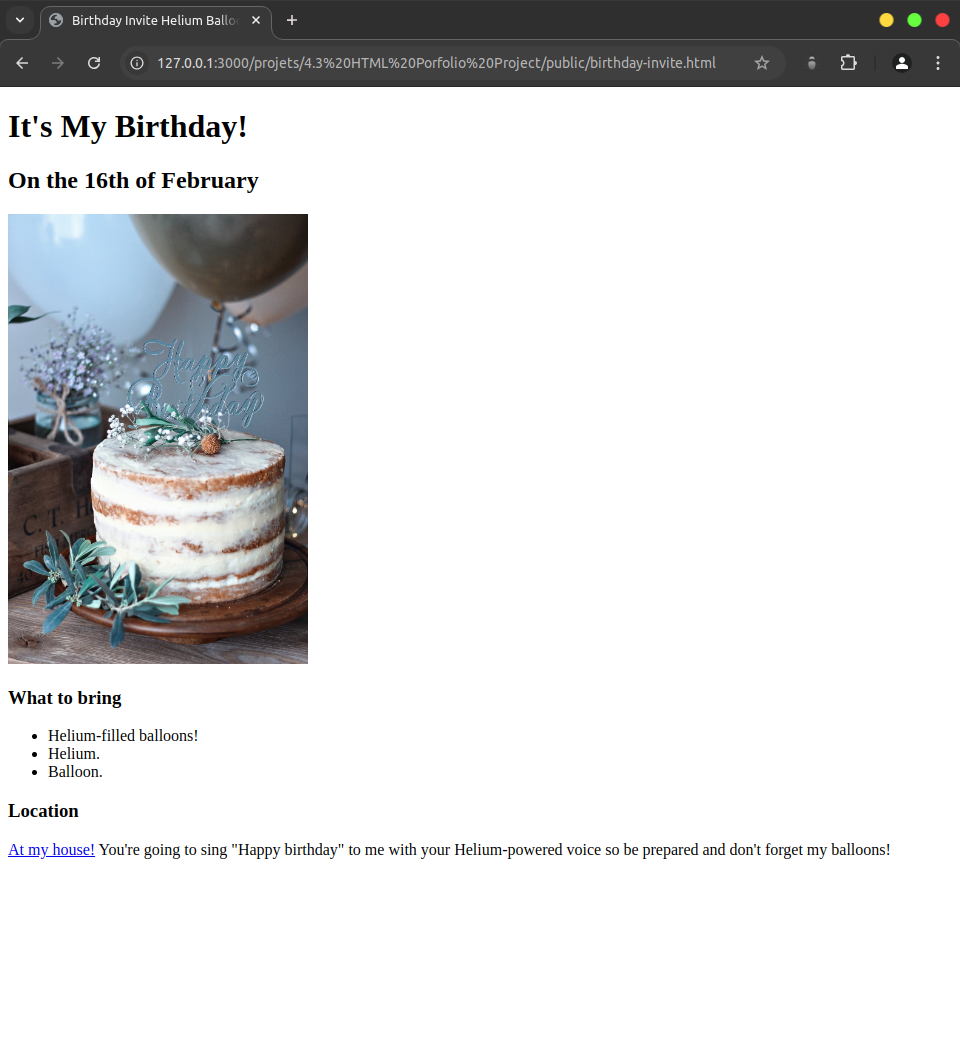 Birthday Invite Helium Ballo
127.0.0.1:3000/projets/4.3%20HTML%20Porfolio%20Project/public/birthday-invite.html
It's My Birthday!
On the 16th of February
Happy
Birthday
C. T. H
What to bring
Helium-filled balloons!
Helium.
Balloon.
Location
At my house! You're going to sing "Happy birthday" to me with your Helium-powered voice so be prepared and don't forget my balloons!